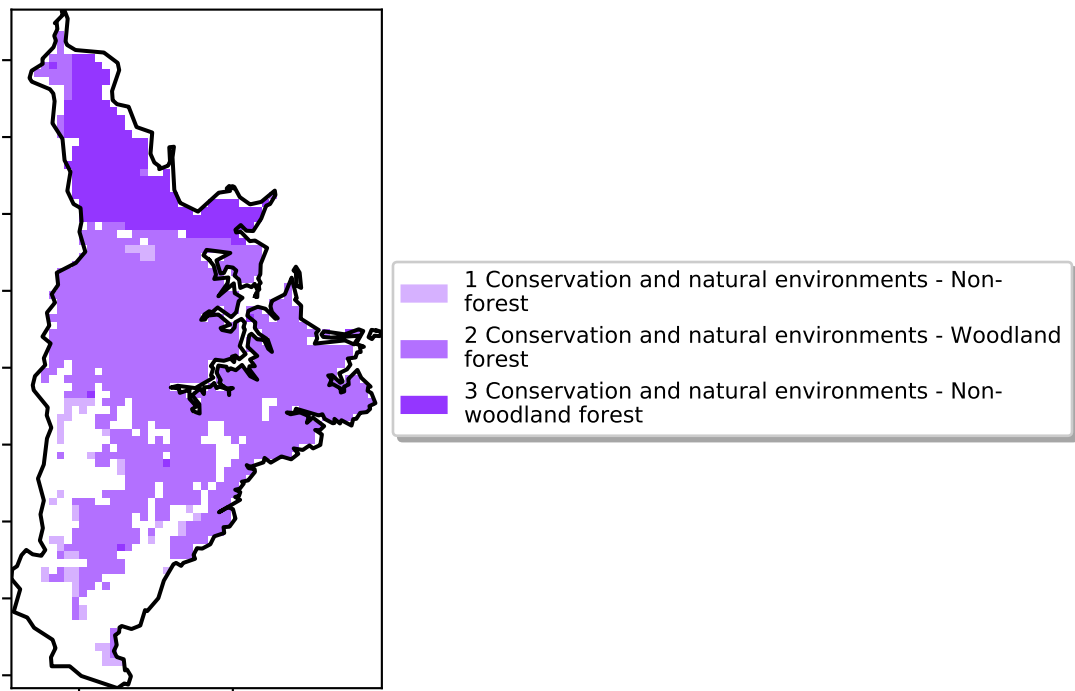 1 Conservation and natural environments - Non-
forest
2 Conservation and natural environments - Woodland
forest
3 Conservation and natural environments - Non-
woodland forest